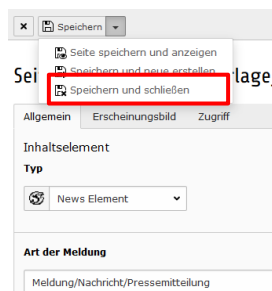 Speichern
Seite speichern und anzeigen
Speichern und neue erstellen
Speichern und schließen
Allgemein Erscheinungsbild Zugriff
Inhaltselement
Typ
News Element
Art der Meldung
Meldung/Nachricht/Pressemitteilung